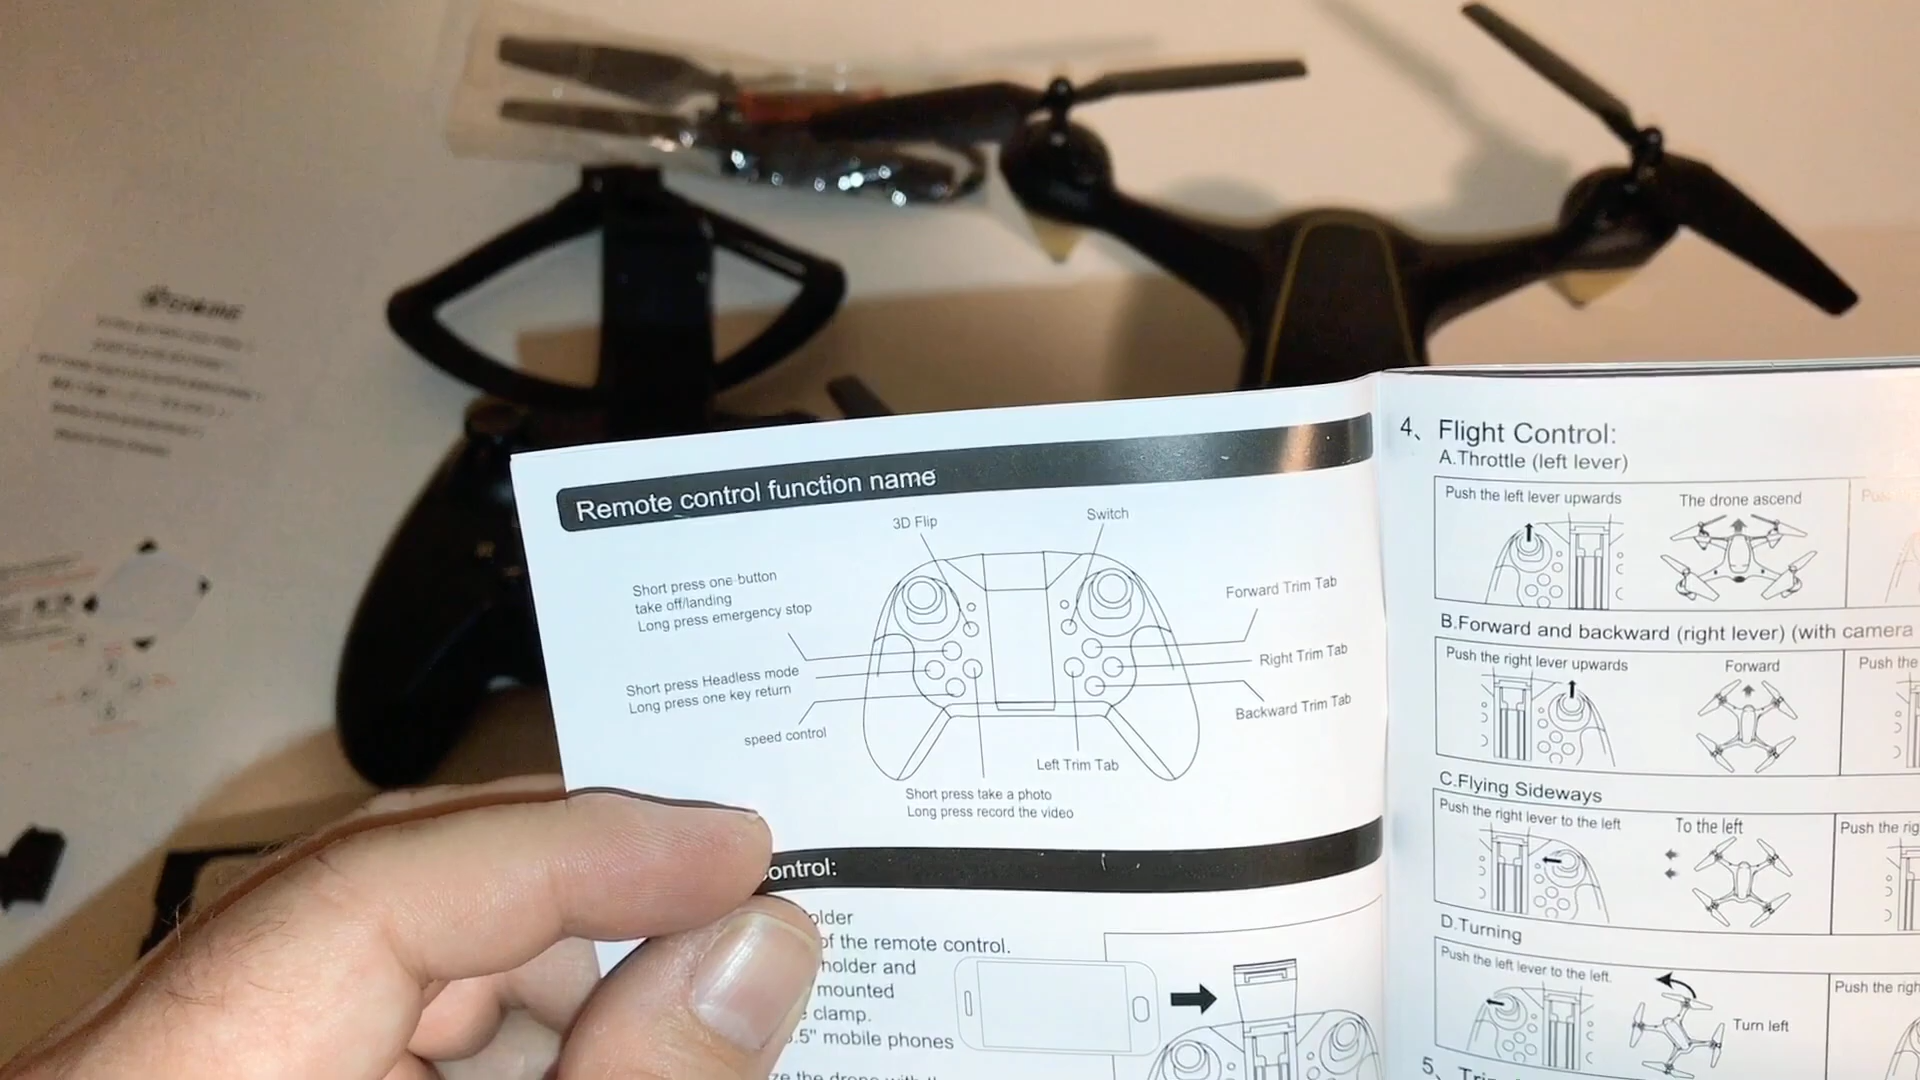 Remote control function name
3D Flip
Switch
Short press one button
take off/landing
Long press emergency stop
Forward Trim Tab
Short press Headless mode
Long press one key return
Right Trim Tab
speed control
Backward Trim Tab
Left Trim Tab
Short press take a photo
Long press record the video
ontrol:
older
of the remote control.
holder and
mounted
clamp.
.5" mobile phones
the drone with
4、Flight Control:
A.Throttle (left lever)
Push the left lever upwards
The drone ascend
B.Forward and backward (right lever) (with camera
Push the right lever upwards
Forward
Push the
C.Flying Sideways
Push the right lever to the left
To the left
Push the rig
D.Turning
Push the left lever to the left.
Turn left
Push the righ
5、